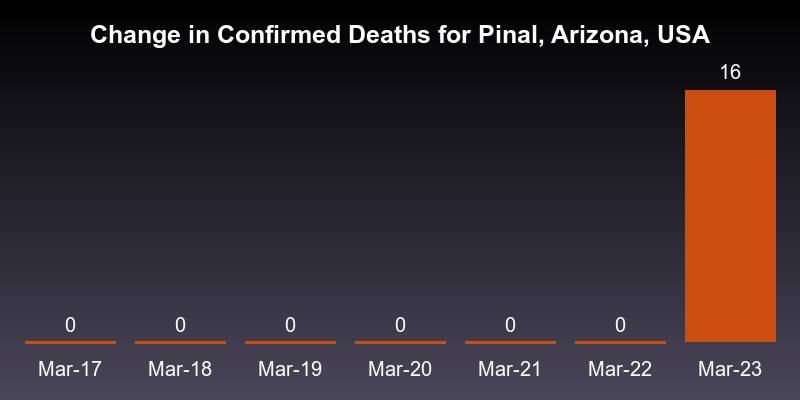 Change in Confirmed Deaths for Pinal, Arizona, USA
16
0 0 0 0 0 0
Mar-17 Mar-18 Mar-19 Mar-20 Mar-21 Mar-22 Mar-23